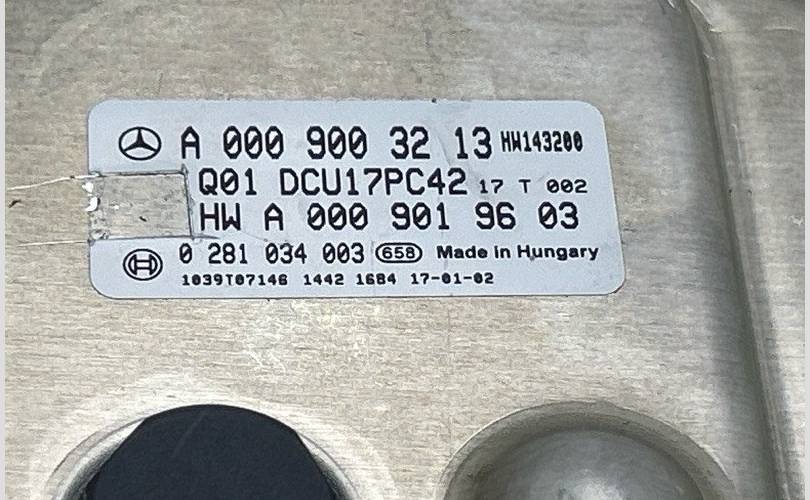 A 000 900 32 13 HW143200
Q01 DCU17PC42 17 T 002
HW A 000 901 96 03
0 281 034 003 658 Made in Hungary
1039T07146 1442 1684 17-01-02